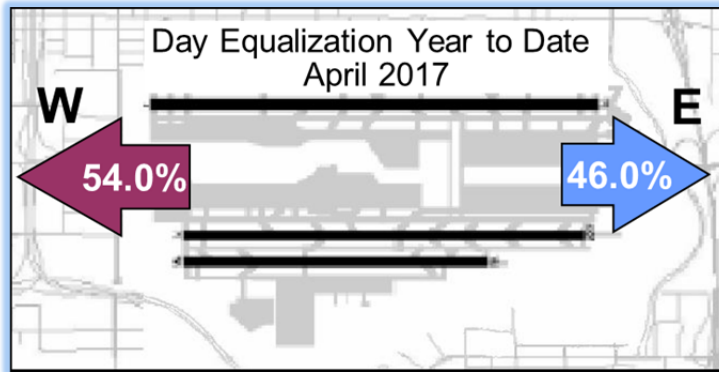 Day Equalization Year to Date
April 2017
W
E
54.0%
46.0%